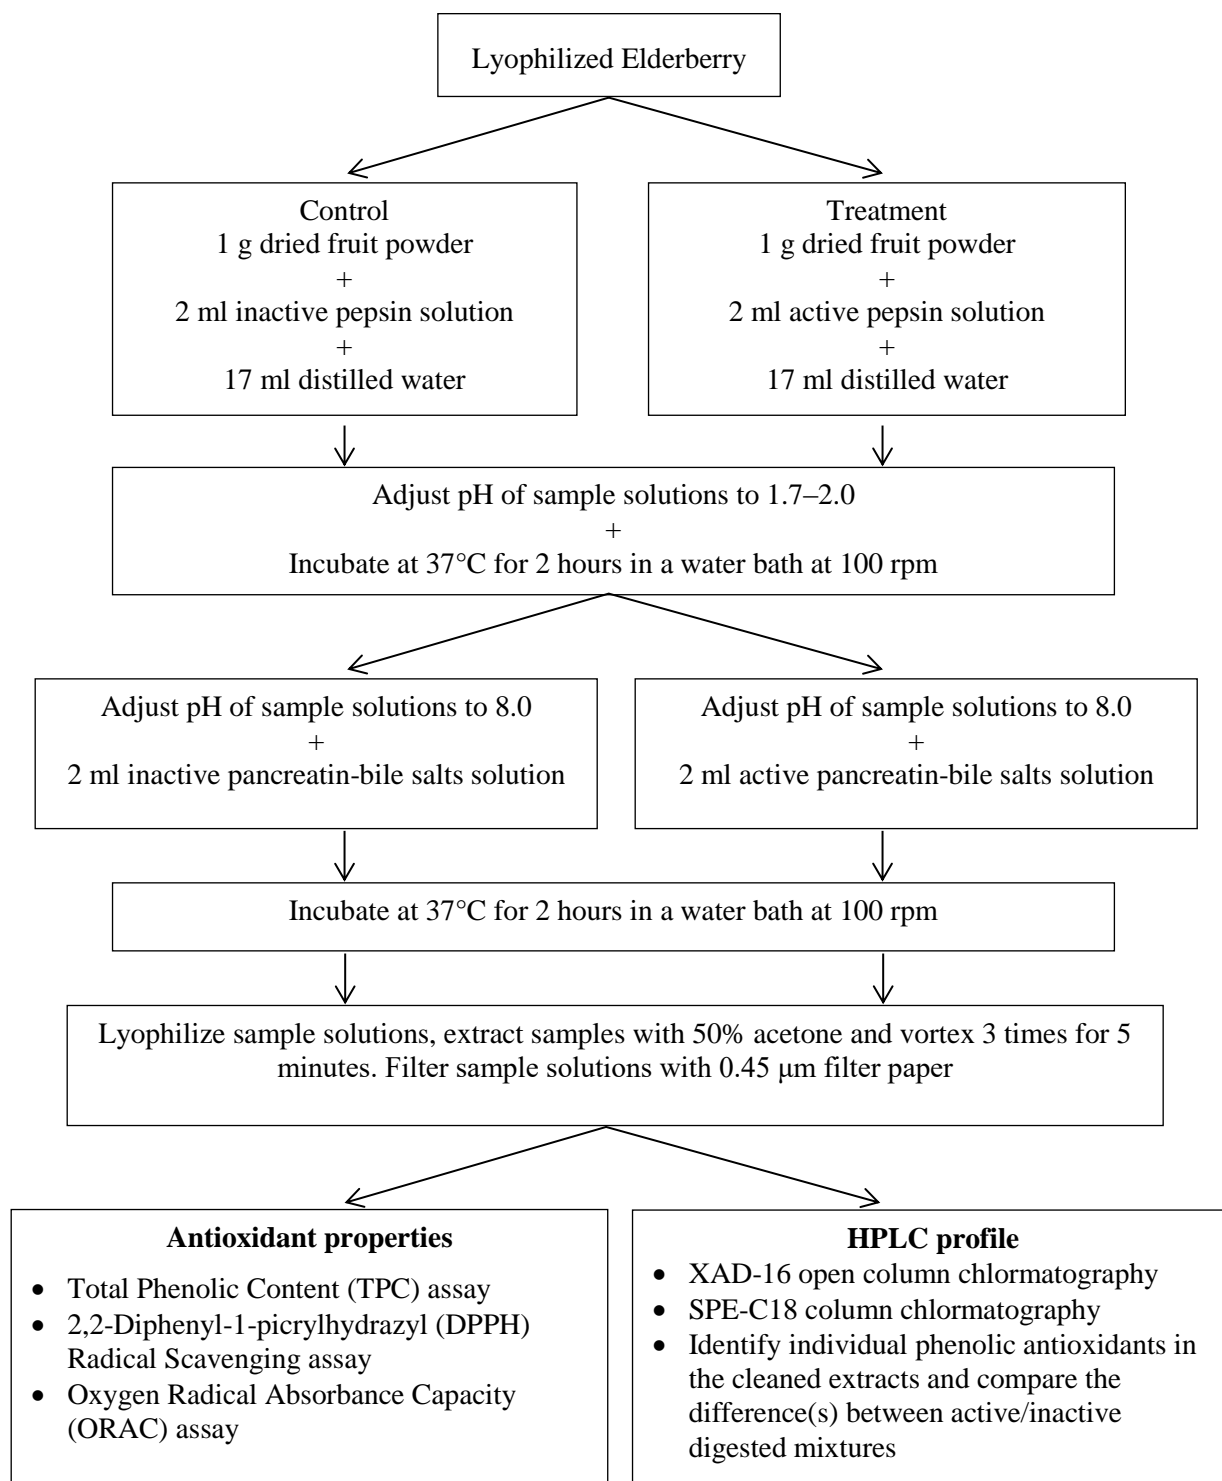 Lyophilized Elderberry
Control
1 g dried fruit powder
+
2 ml inactive pepsin solution
+
17 ml distilled water
Treatment
1 g dried fruit powder
+
2 ml active pepsin solution
+
17 ml distilled water
Adjust pH of sample solutions to 1.7–2.0
+
Incubate at 37°C for 2 hours in a water bath at 100 rpm
Adjust pH of sample solutions to 8.0
+
2 ml inactive pancreatin-bile salts solution
Adjust pH of sample solutions to 8.0
+
2 ml active pancreatin-bile salts solution
Incubate at 37°C for 2 hours in a water bath at 100 rpm
Lyophilize sample solutions, extract samples with 50% acetone and vortex 3 times for 5
minutes. Filter sample solutions with 0.45 μm filter paper
Antioxidant properties
• Total Phenolic Content (TPC) assay
• 2,2-Diphenyl-1-picrylhydrazyl (DPPH)
Radical Scavenging assay
• Oxygen Radical Absorbance Capacity
(ORAC) assay
HPLC profile
• XAD-16 open column chlormatography
• SPE-C18 column chlormatography
• Identify individual phenolic antioxidants in
the cleaned extracts and compare the
difference(s) between active/inactive
digested mixtures